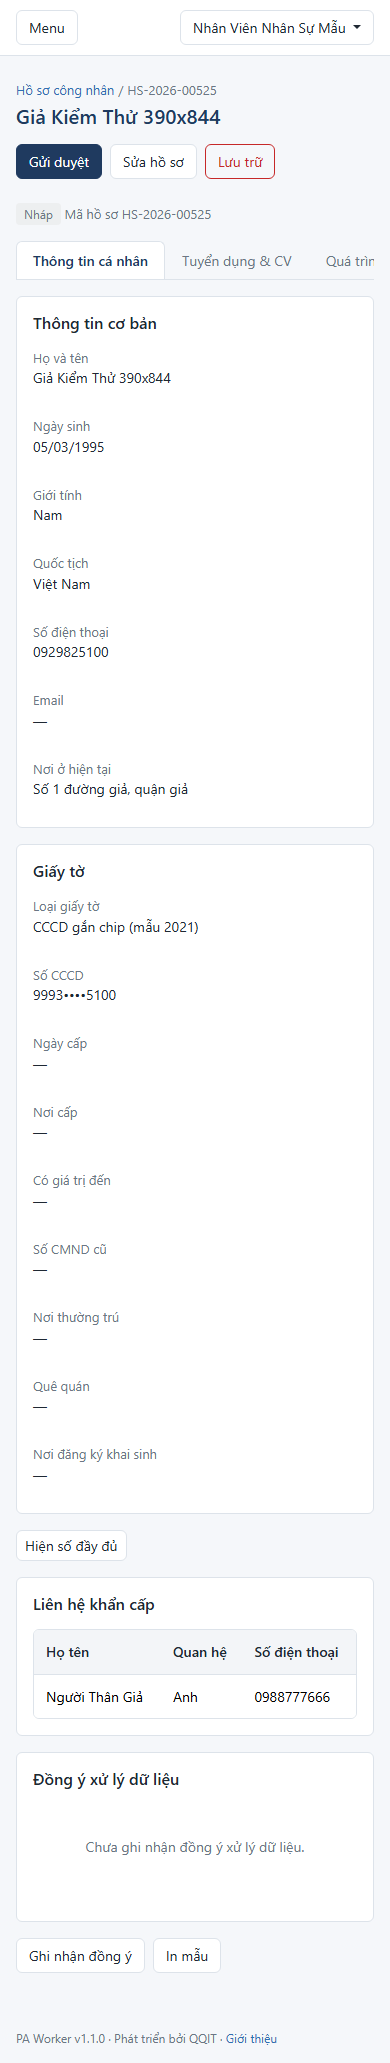 Menu
Nhân Viên Nhân Sự Mẫu
Hồ sơ công nhân / HS-2026-00525
Giả Kiểm Thử 390x844
Gửi duyệt
Sửa hồ sơ
Lưu trữ
Nháp Mã hồ sơ HS-2026-00525
Thông tin cá nhân
Tuyển dụng & CV
Quá trìn
Thông tin cơ bản
Họ và tên
Giả Kiểm Thử 390x844
Ngày sinh
05/03/1995
Giới tính
Nam
Quốc tịch
Việt Nam
Số điện thoại
0929825100
Email
—
Nơi ở hiện tại
Số 1 đường giả, quận giả
Giấy tờ
Loại giấy tờ
CCCD gắn chip (mẫu 2021)
Số CCCD
9993••••5100
Ngày cấp
—
Nơi cấp
—
Có giá trị đến
—
Số CMND cũ
—
Nơi thường trú
—
Quê quán
—
Nơi đăng ký khai sinh
—
Hiện số đầy đủ
Liên hệ khẩn cấp
Họ tên Quan hệ Số điện thoại
Người Thân Giả Anh 0988777666
Đồng ý xử lý dữ liệu
Chưa ghi nhận đồng ý xử lý dữ liệu.
Ghi nhận đồng ý
In mẫu
PA Worker v1.1.0 · Phát triển bởi QQIT · Giới thiệu